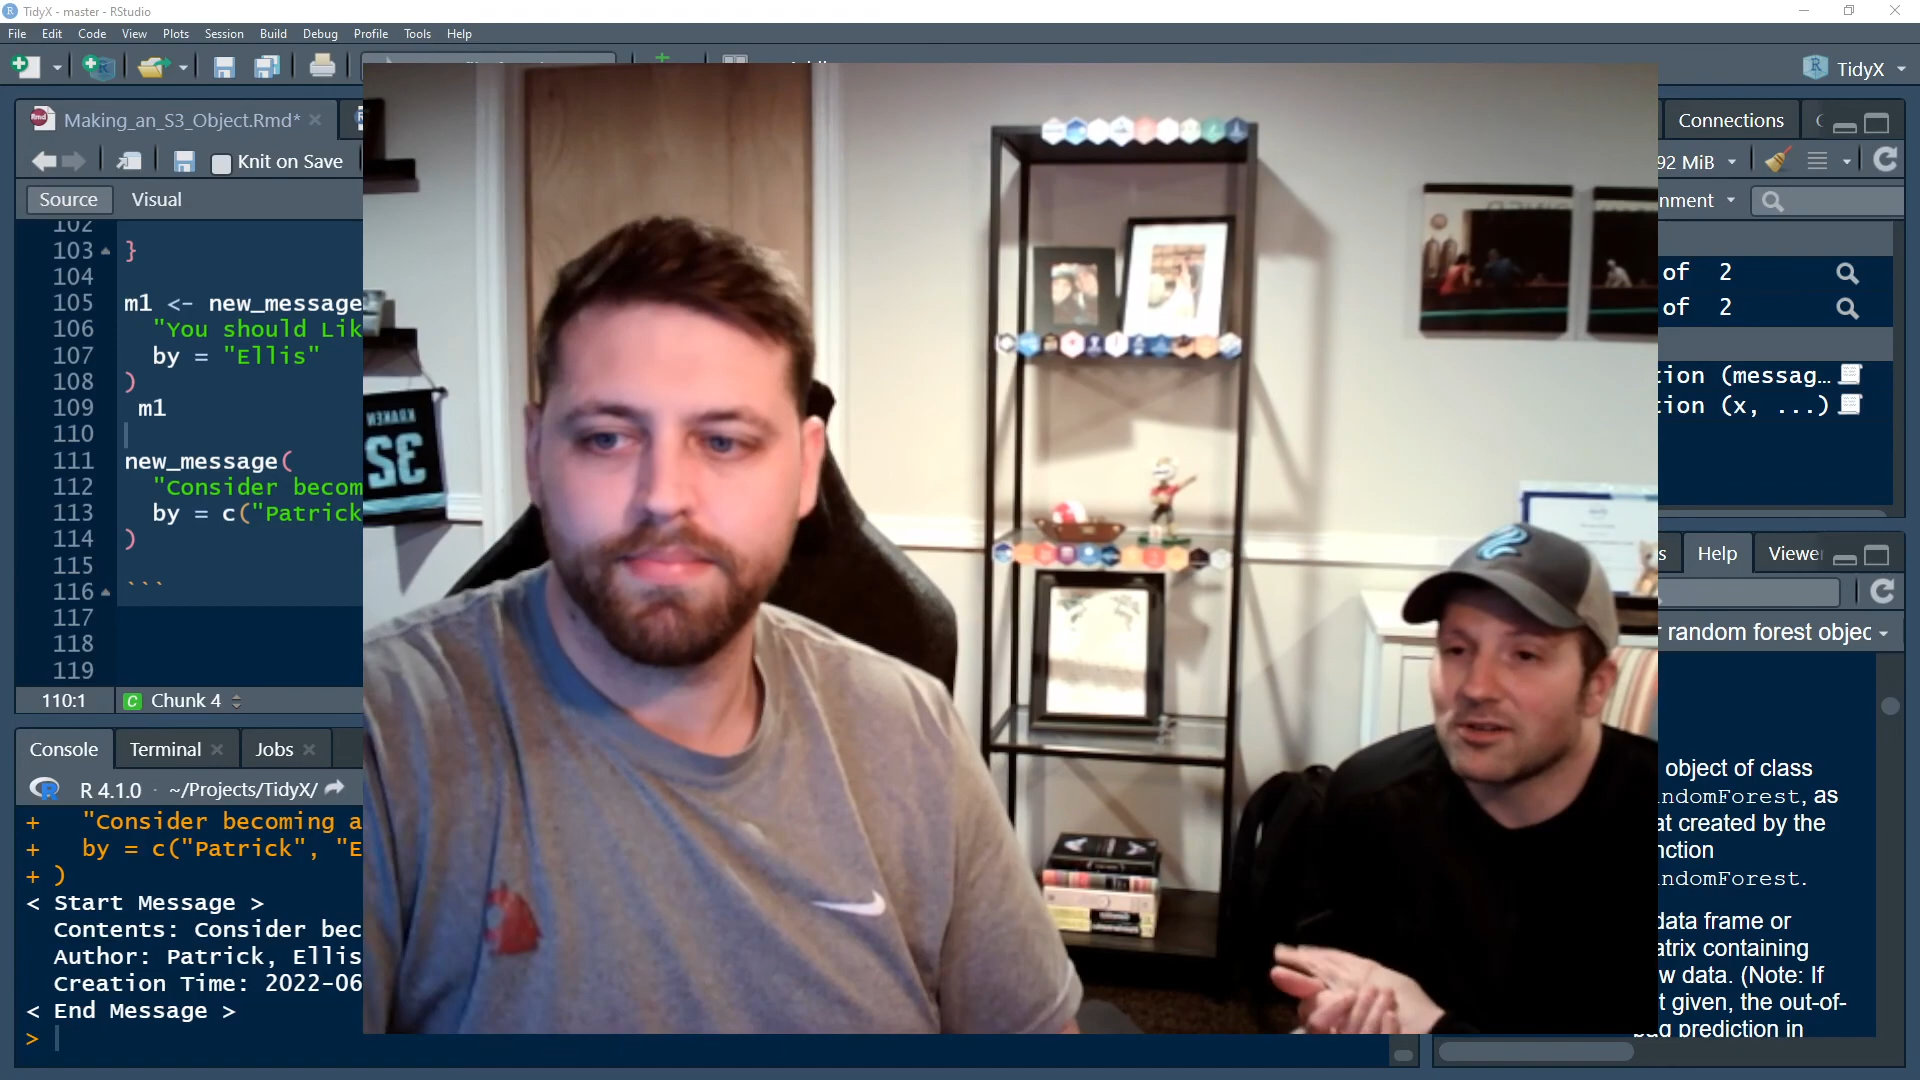 TidyX - master - RStudio
File Edit Code View Plots Session Build Debug Profile Tools Help
TidyX
Making_an_S3_Object.Rmd*
Knit on Save
Source Visual
102
103 }
104
105 m1 <- new_message
106 "You should Lik
107 by = "Ellis"
108 )
109 m1
110
111 new_message(
112 "Consider becom
113 by = c("Patrick
114 )
115
116 ```
117
118
119
110:1 Chunk 4
Console Terminal Jobs
R 4.1.0 · ~/Projects/TidyX/
+ "Consider becoming a
+ by = c("Patrick", "E
+ )
< Start Message >
Contents: Consider bec
Author: Patrick, Ellis
Creation Time: 2022-06
< End Message >
>
KRAKEN
32
Connections
92 MiB
nment
of 2
of 2
tion (messag…
tion (x, ...)
s Help Viewer
r random forest objec
object of class
ndomForest, as
at created by the
nction
ndomForest.
data frame or
atrix containing
w data. (Note: If
t given, the out-of-
bag prediction in